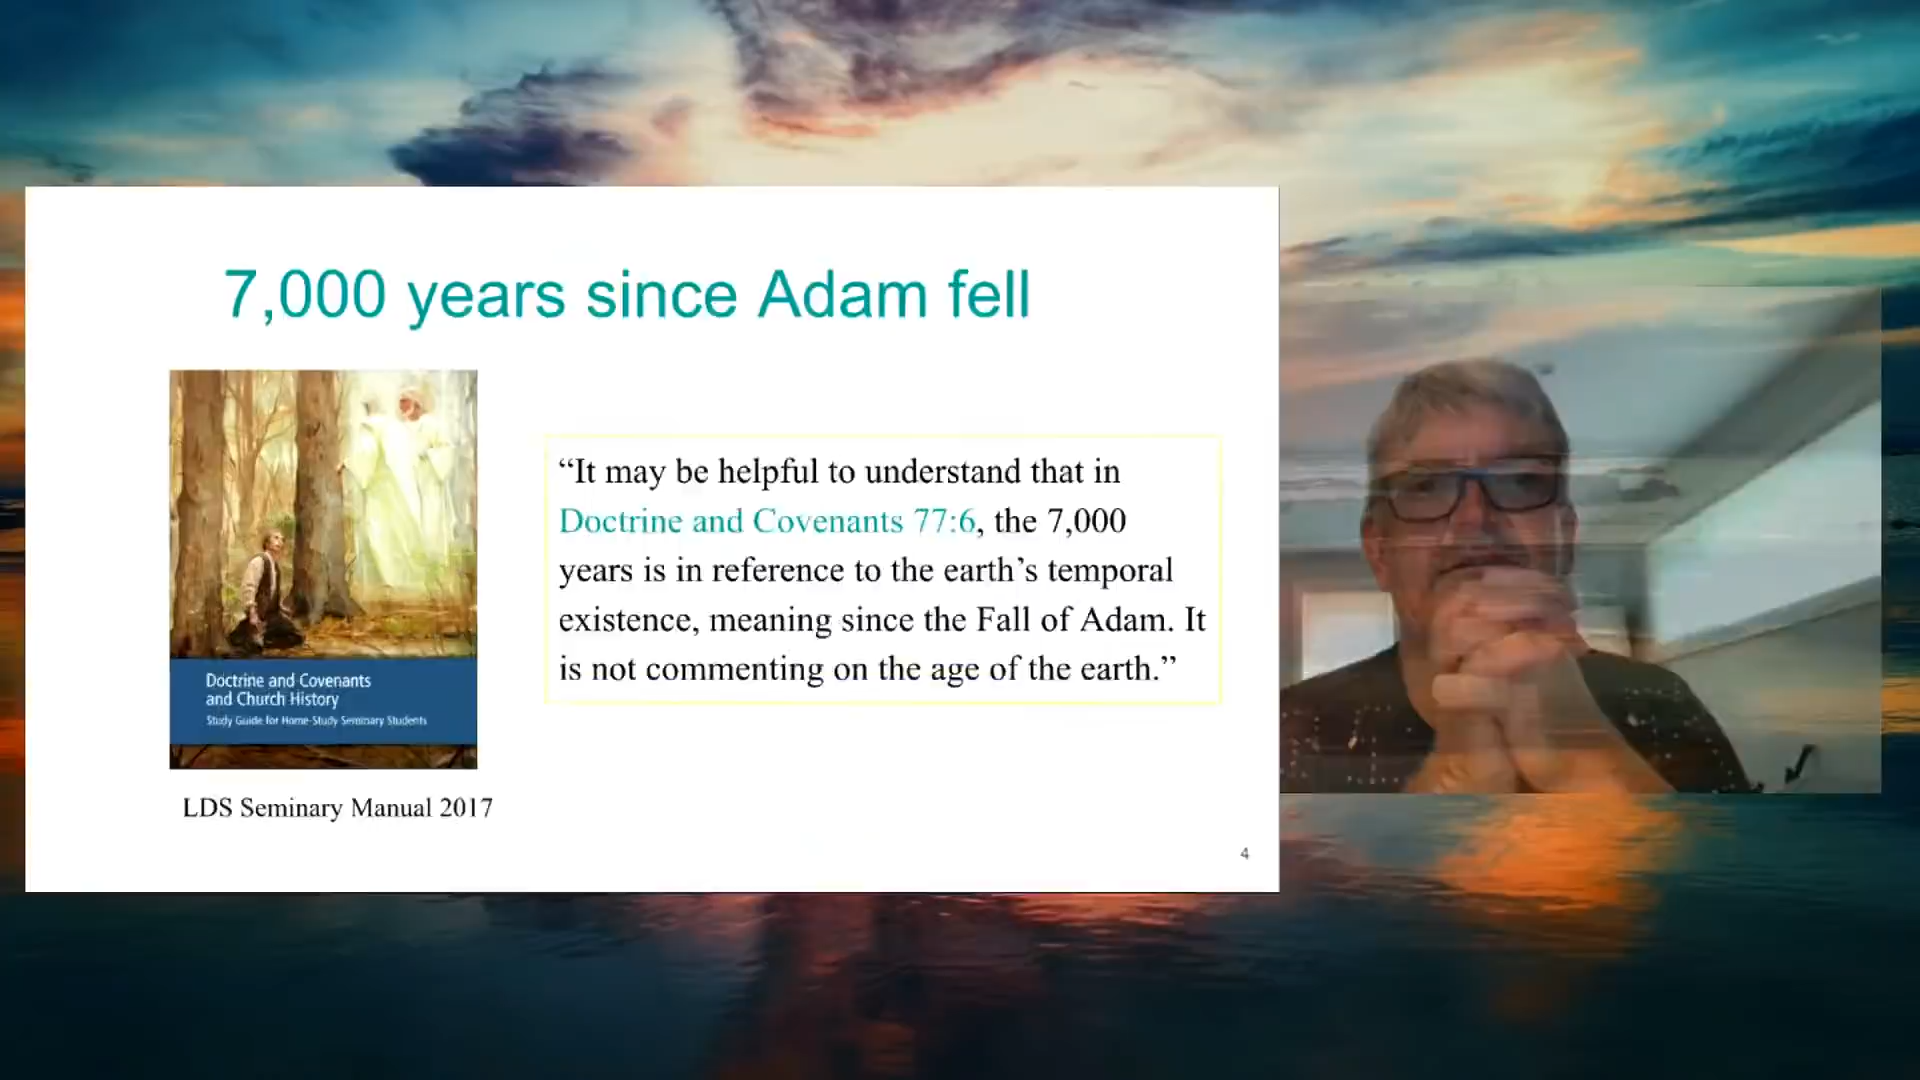 7,000 years since Adam fell
“It may be helpful to understand that in
Doctrine and Covenants 77:6, the 7,000
years is in reference to the earth’s temporal
existence, meaning since the Fall of Adam. It
is not commenting on the age of the earth.”
Doctrine and Covenants
and Church History
Study Guide for Home-Study Seminary Students
LDS Seminary Manual 2017
4